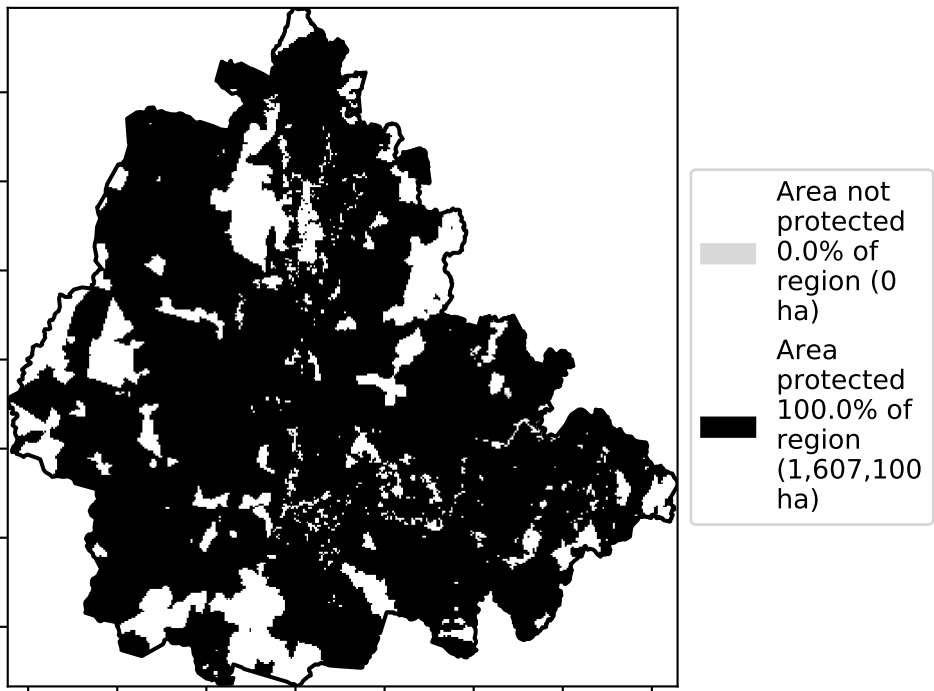 Area not
protected
0.0% of
region (0
ha)
Area
protected
100.0% of
region
(1,607,100
ha)